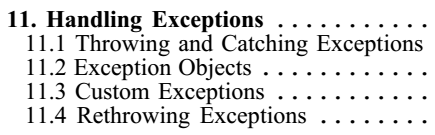 11. Handling Exceptions . . . . . . . . . . .
11.1 Throwing and Catching Exceptions
11.2 Exception Objects . . . . . . . . . . . .
11.3 Custom Exceptions . . . . . . . . . . .
11.4 Rethrowing Exceptions . . . . . . . .